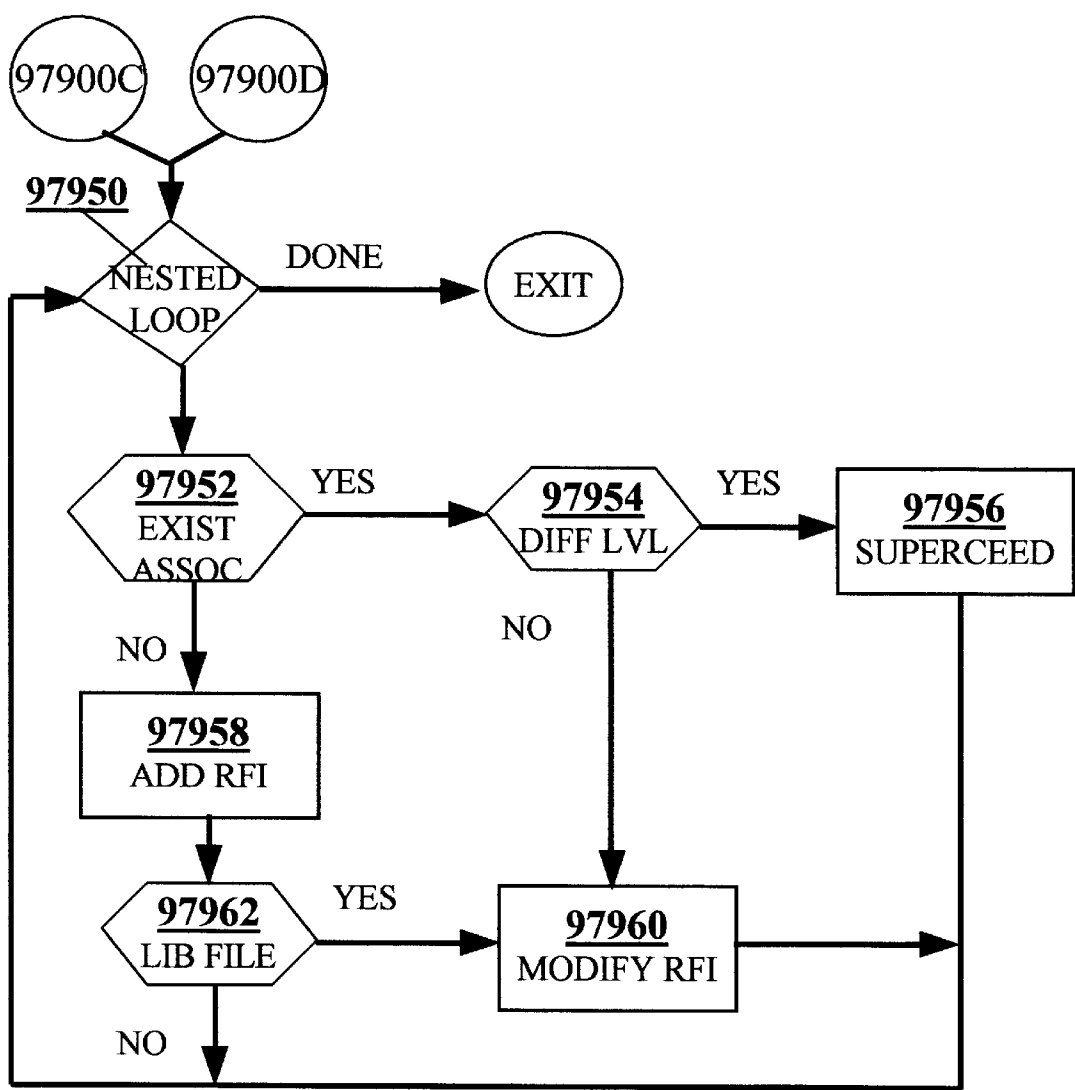 97900C
97900D
97950
NESTED
LOOP
DONE
EXIT
97952
EXIST
ASSOC
YES
97954
DIFF LVL
YES
97956
SUPERCEED
NO
NO
97958
ADD RFI
97962
LIB FILE
YES
97960
MODIFY RFI
NO